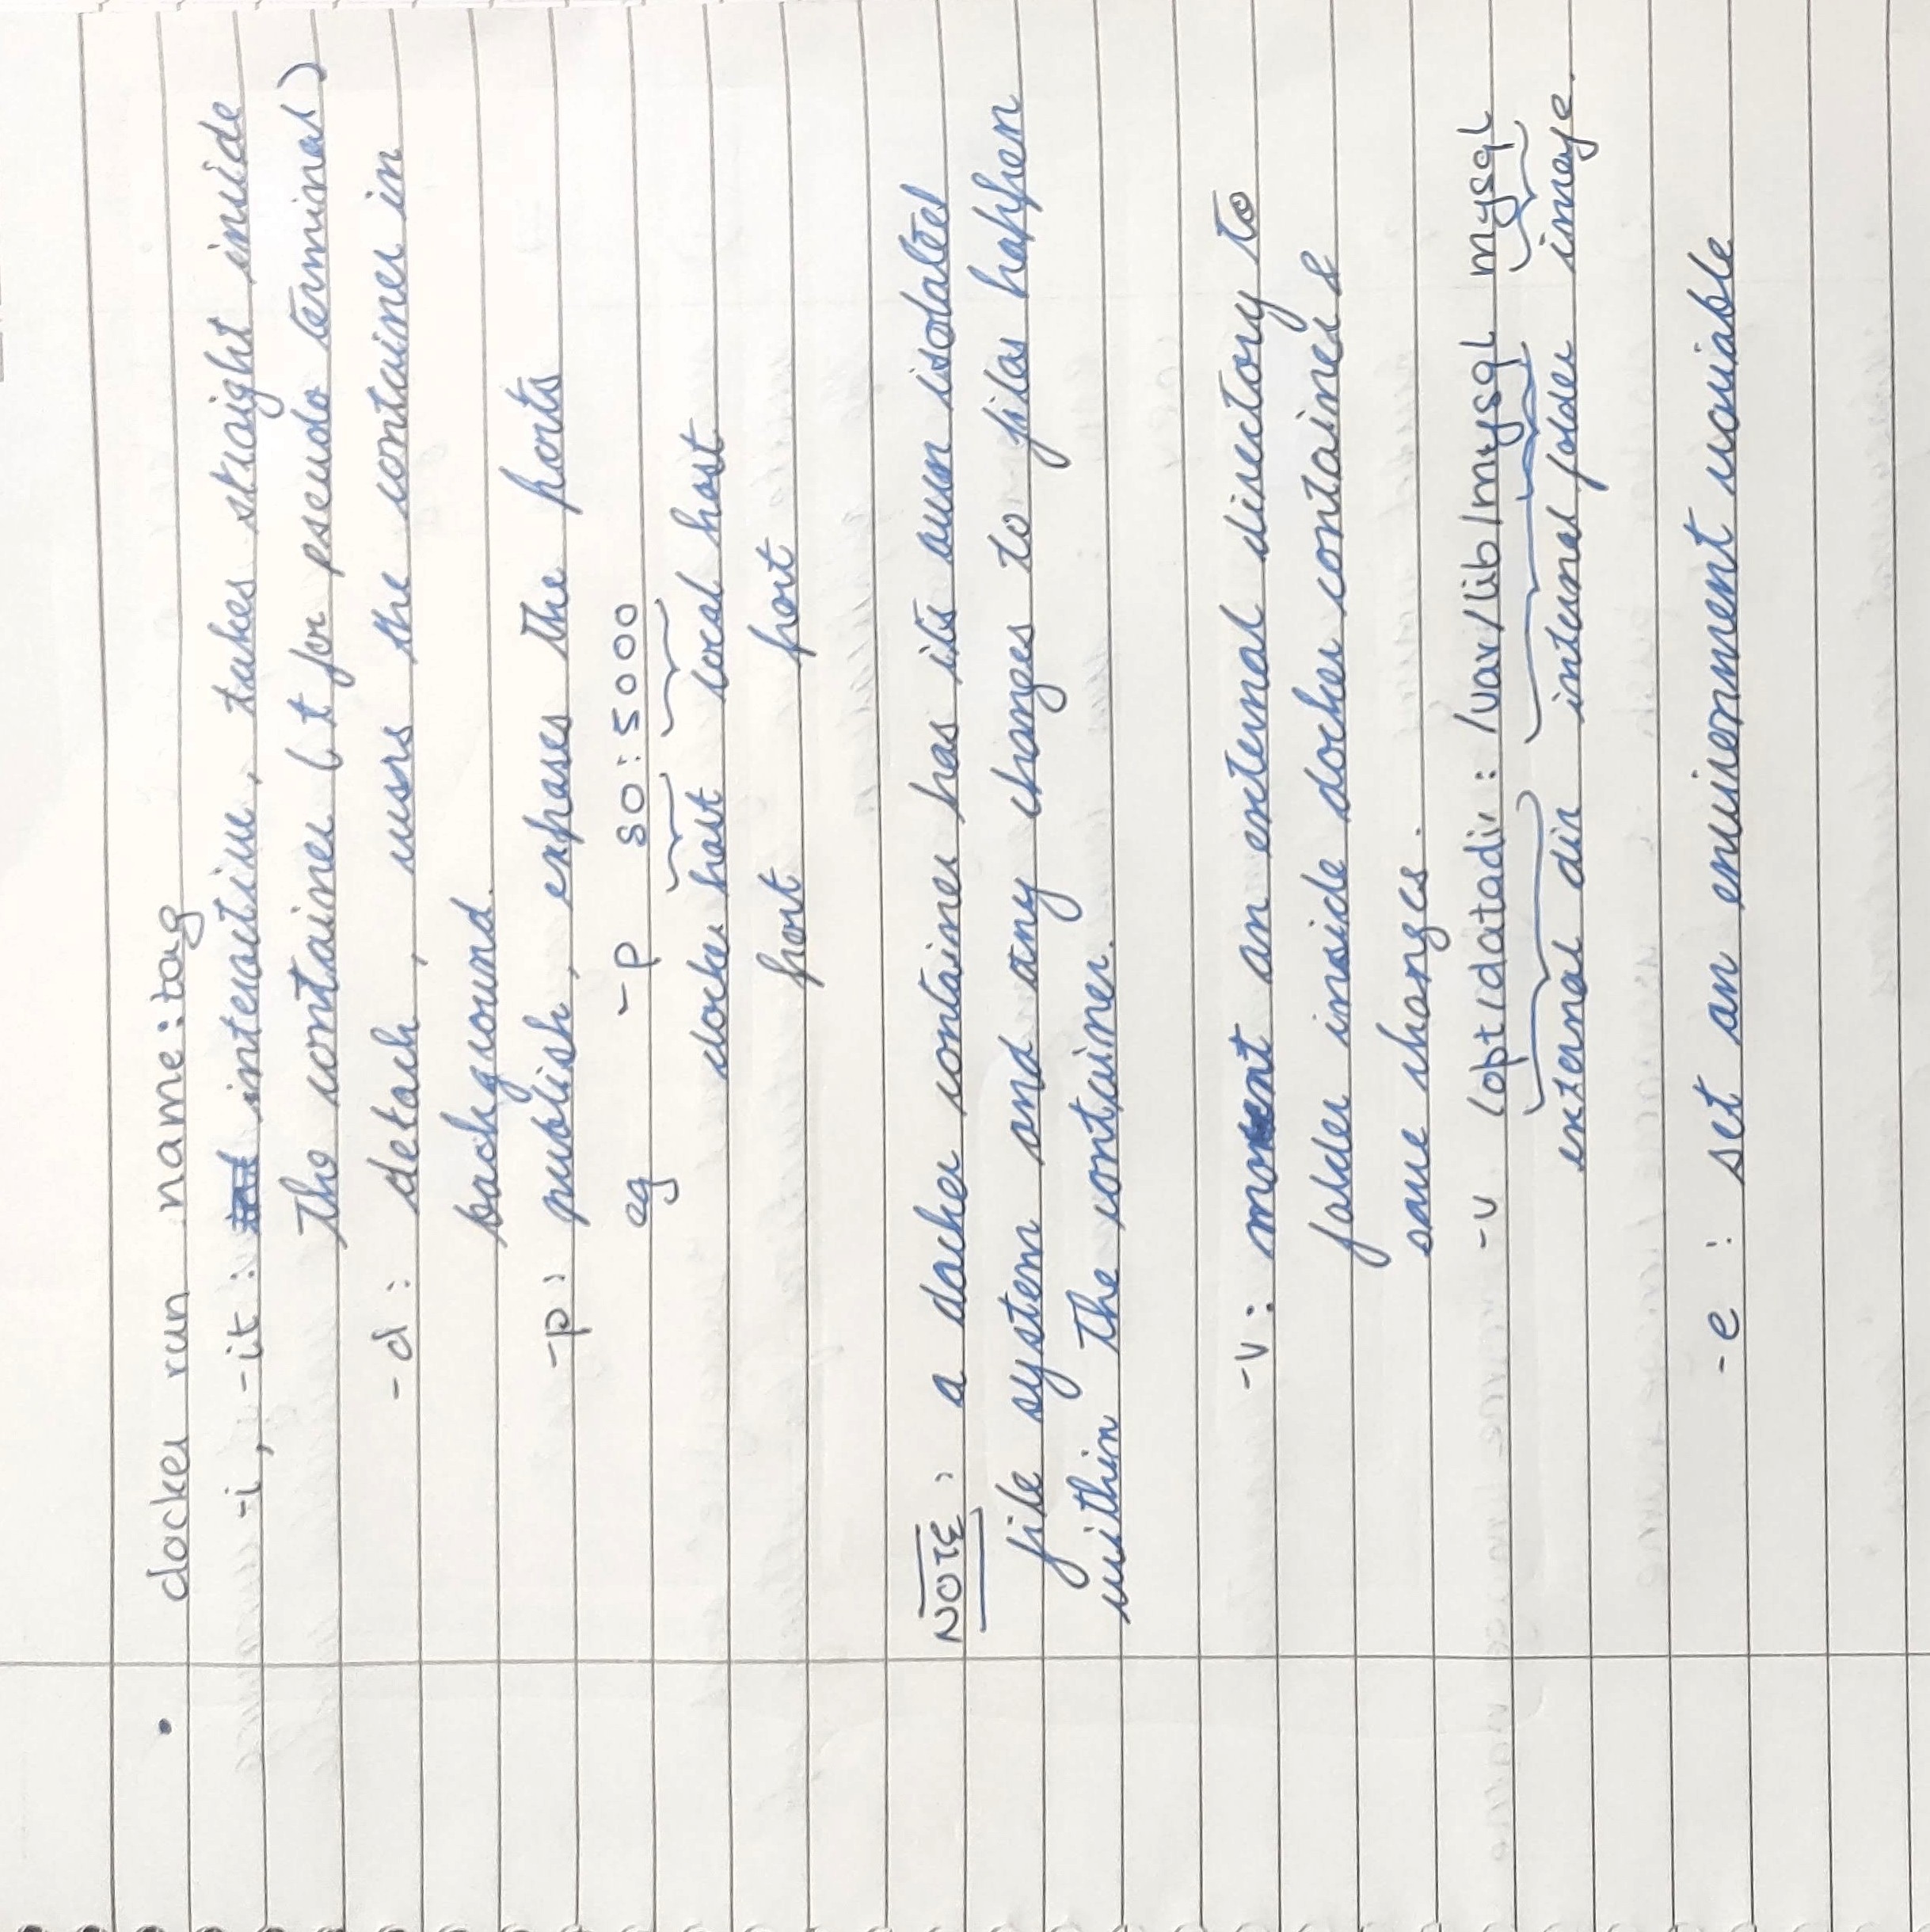 • docker run name:tag
-i, -it : interactive, takes straight inside
the container (t for pseudo terminal)
-d : detach, runs the container in
background.
-p : publish, exposes the ports
eg -p 80:5000
docker host local host
port port
NOTE : a docker container has its own isolated
file system and any changes to files happen
within the container.
-v : mount an external directory to
folder inside docker container &
save changes.
-v /opt/datadir : /var/lib/mysql mysql
external dir internal folder image.
-e : set an environment variable